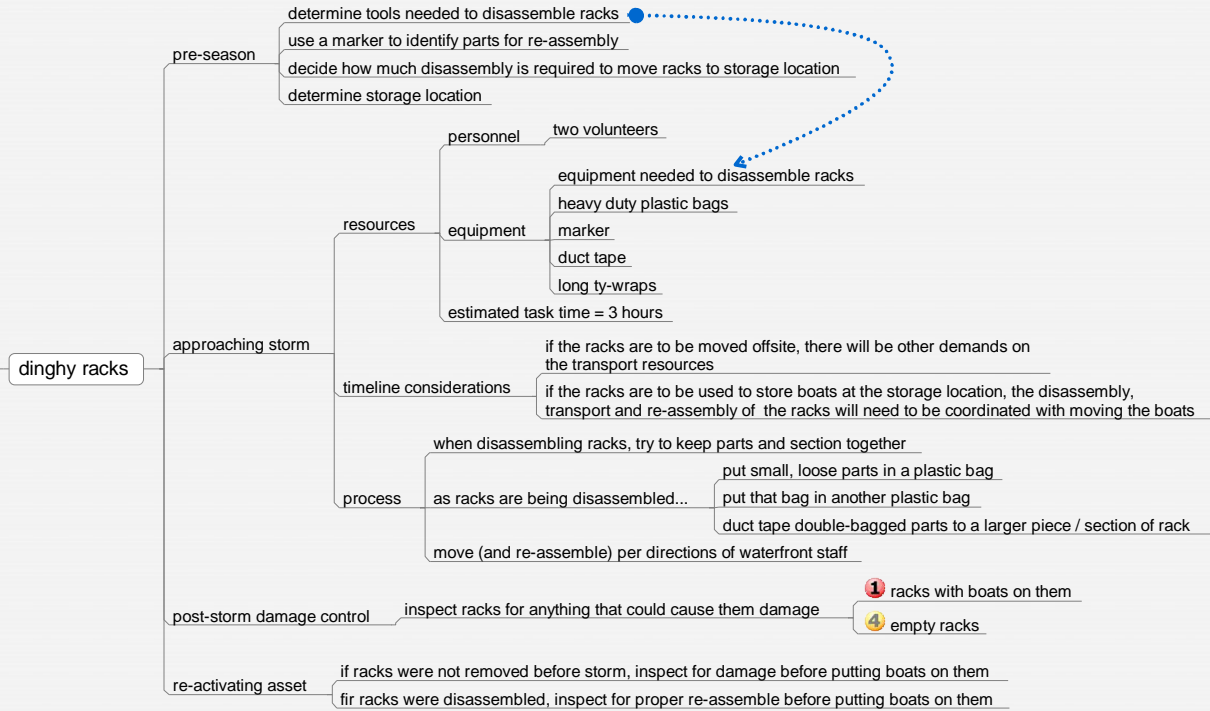 determine tools needed to disassemble racks
use a marker to identify parts for re-assembly
pre-season
decide how much disassembly is required to move racks to storage location
determine storage location
personnel
two volunteers
equipment needed to disassemble racks
heavy duty plastic bags
resources
equipment
marker
duct tape
long ty-wraps
estimated task time = 3 hours
approaching storm
dinghy racks
if the racks are to be moved offsite, there will be other demands on
the transport resources
timeline considerations
if the racks are to be used to store boats at the storage location, the disassembly,
transport and re-assembly of the racks will need to be coordinated with moving the boats
when disassembling racks, try to keep parts and section together
process
as racks are being disassembled...
put small, loose parts in a plastic bag
put that bag in another plastic bag
duct tape double-bagged parts to a larger piece / section of rack
move (and re-assemble) per directions of waterfront staff
post-storm damage control
inspect racks for anything that could cause them damage
1 racks with boats on them
4 empty racks
re-activating asset
if racks were not removed before storm, inspect for damage before putting boats on them
fir racks were disassembled, inspect for proper re-assemble before putting boats on them